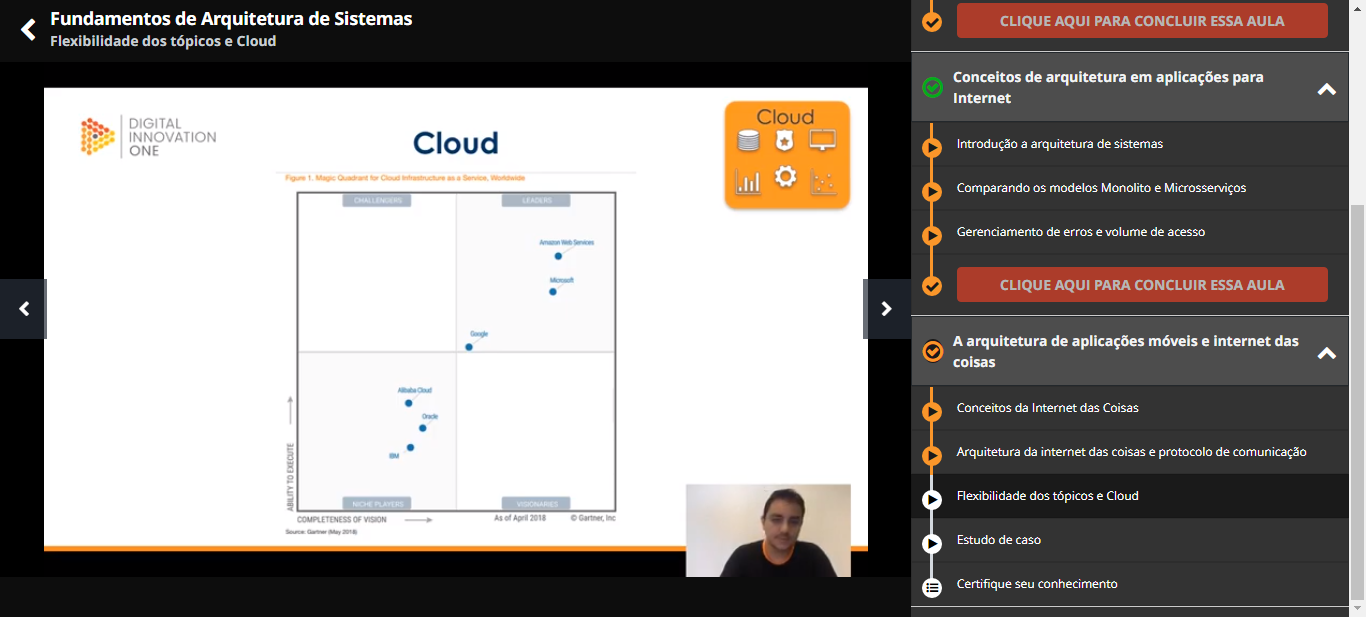 Fundamentos de Arquitetura de Sistemas
Flexibilidade dos tópicos e Cloud
DIGITAL
INNOVATION
ONE
Cloud
Cloud
Figure 1. Magic Quadrant for Cloud Infrastructure as a Service, Worldwide
CHALLENGERS
LEADERS
Amazon Web Services
Microsoft
Google
Alibaba Cloud
Oracle
IBM
ABILITY TO EXECUTE
NICHE PLAYERS
VISIONARIES
COMPLETENESS OF VISION
As of April 2018
© Gartner, Inc
Source: Gartner (May 2018)
CLIQUE AQUI PARA CONCLUIR ESSA AULA
Conceitos de arquitetura em aplicações para
Internet
Introdução a arquitetura de sistemas
Comparando os modelos Monolito e Microsserviços
Gerenciamento de erros e volume de acesso
CLIQUE AQUI PARA CONCLUIR ESSA AULA
A arquitetura de aplicações móveis e internet das
coisas
Conceitos da Internet das Coisas
Arquitetura da internet das coisas e protocolo de comunicação
Flexibilidade dos tópicos e Cloud
Estudo de caso
Certifique seu conhecimento